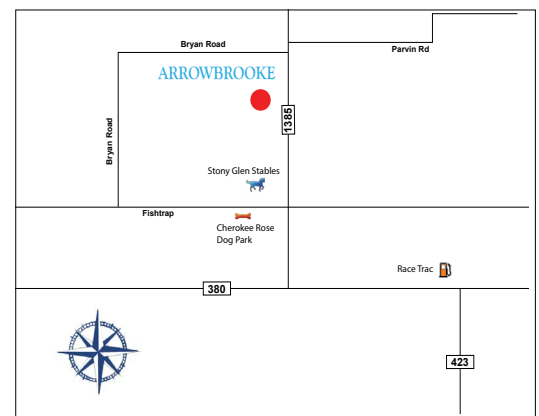 Bryan Road
Parvin Rd
ARROWBROOKE
1385
Bryan Road
Stony Glen Stables
Fishtrap
Cherokee Rose
Dog Park
Race Trac
380
423